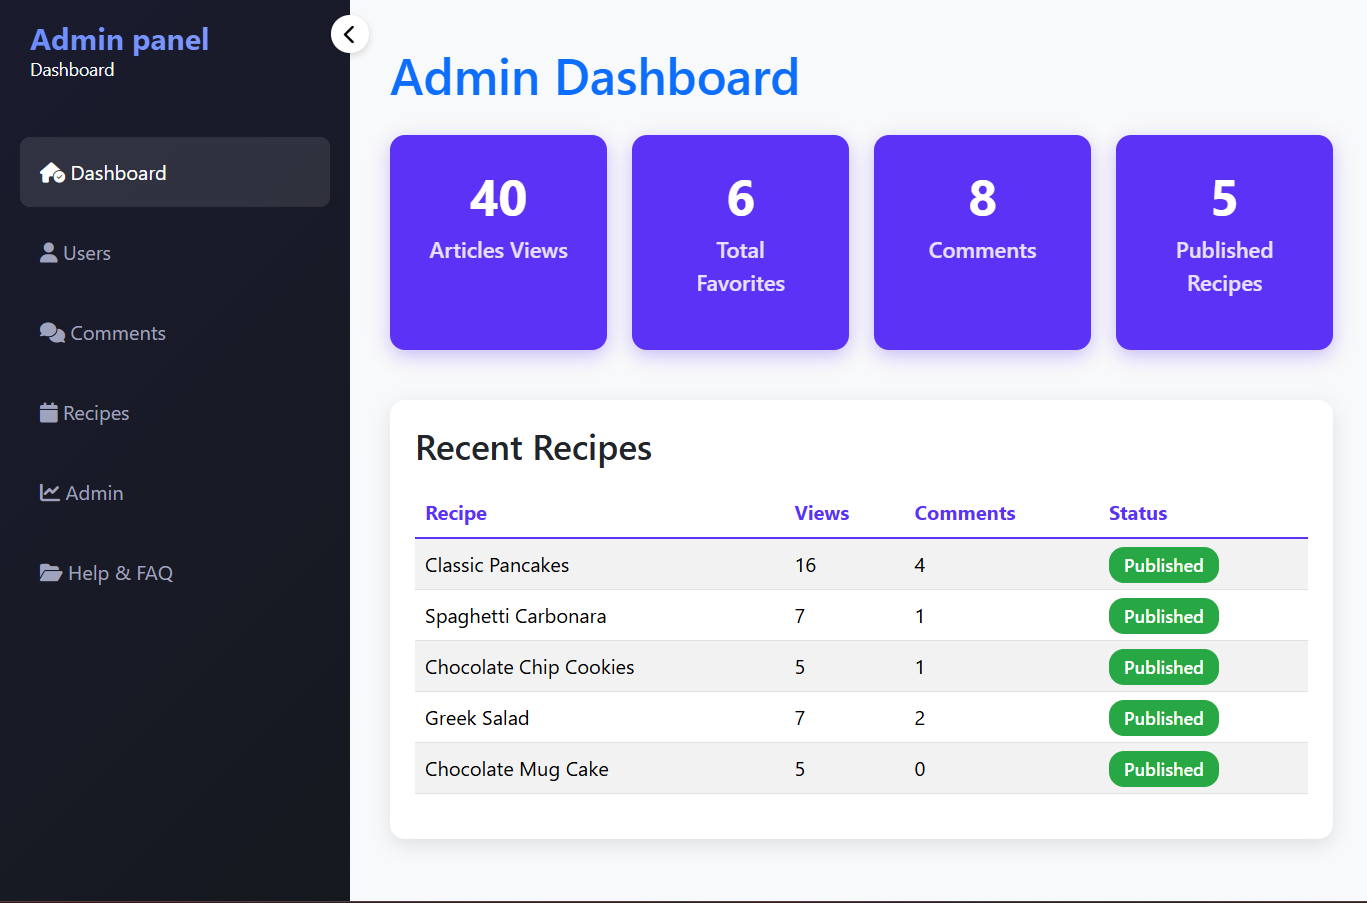 Admin panel
Dashboard
Dashboard
Users
Comments
Recipes
Admin
Help & FAQ
Admin Dashboard
40
Articles Views
6
Total
Favorites
8
Comments
5
Published
Recipes
Recent Recipes
Recipe Views Comments Status
Classic Pancakes 16 4 Published
Spaghetti Carbonara 7 1 Published
Chocolate Chip Cookies 5 1 Published
Greek Salad 7 2 Published
Chocolate Mug Cake 5 0 Published